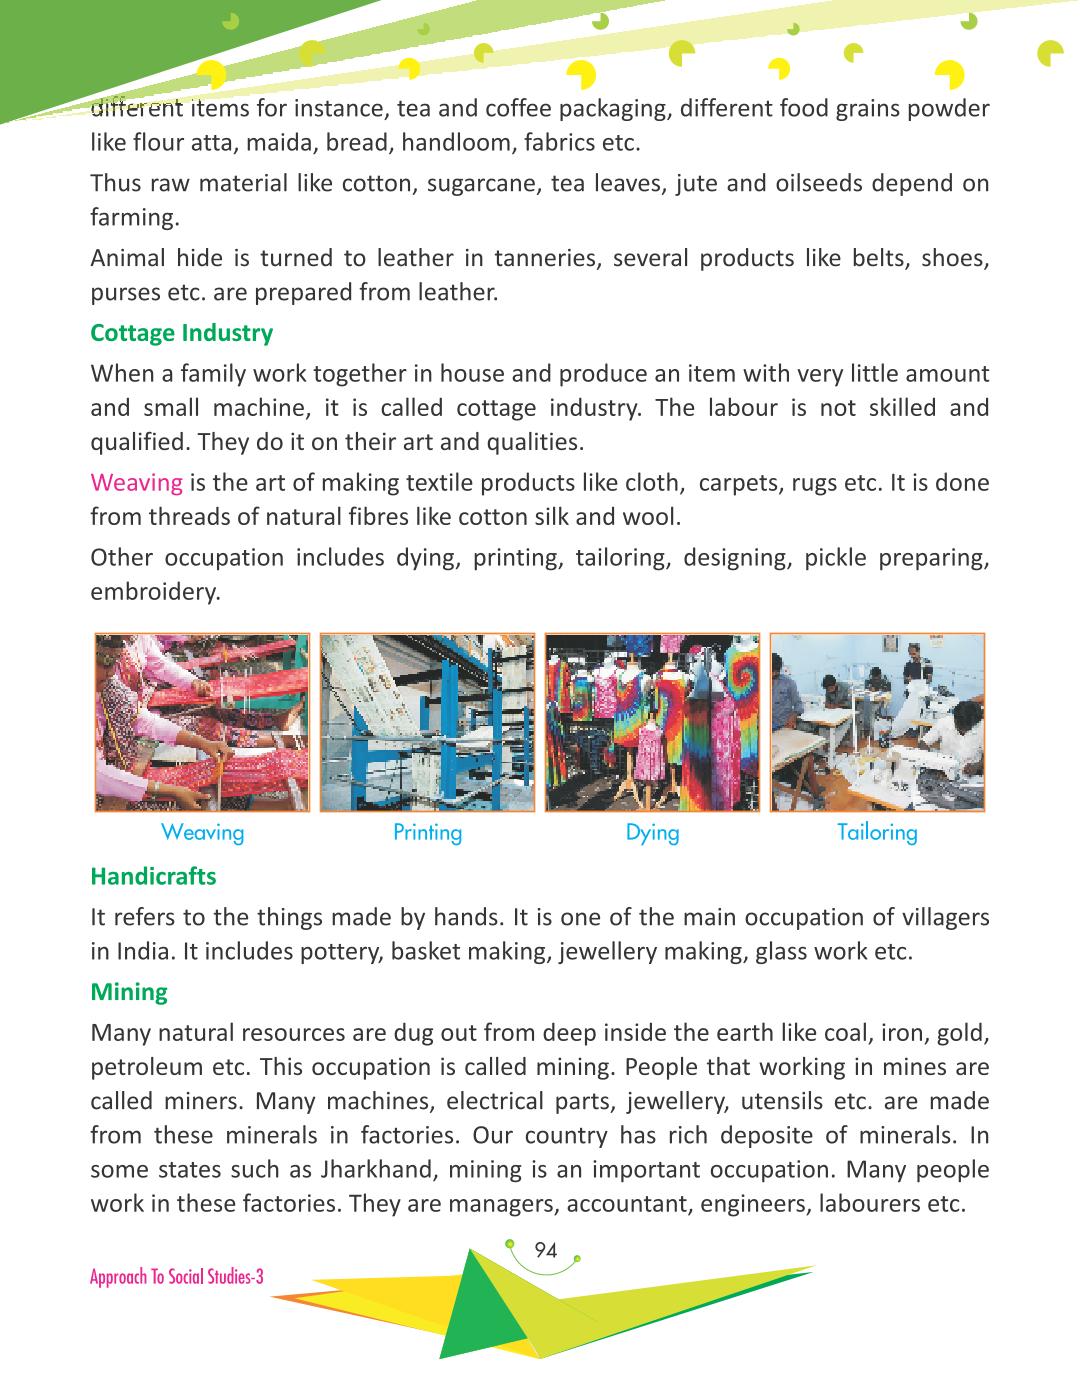 different items for instance, tea and coffee packaging, different food grains powder
like flour atta, maida, bread, handloom, fabrics etc.
Thus raw material like cotton, sugarcane, tea leaves, jute and oilseeds depend on
farming.
Animal hide is turned to leather in tanneries, several products like belts, shoes,
purses etc. are prepared from leather.
Cottage Industry
When a family work together in house and produce an item with very little amount
and small machine, it is called cottage industry. The labour is not skilled and
qualified. They do it on their art and qualities.
Weaving is the art of making textile products like cloth, carpets, rugs etc. It is done
from threads of natural fibres like cotton silk and wool.
Other occupation includes dying, printing, tailoring, designing, pickle preparing,
embroidery.
Weaving Printing Dying Tailoring
Handicrafts
It refers to the things made by hands. It is one of the main occupation of villagers
in India. It includes pottery, basket making, jewellery making, glass work etc.
Mining
Many natural resources are dug out from deep inside the earth like coal, iron, gold,
petroleum etc. This occupation is called mining. People that working in mines are
called miners. Many machines, electrical parts, jewellery, utensils etc. are made
from these minerals in factories. Our country has rich deposite of minerals. In
some states such as Jharkhand, mining is an important occupation. Many people
work in these factories. They are managers, accountant, engineers, labourers etc.
94
Approach To Social Studies-3